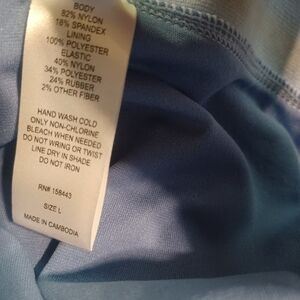 BODY
82% NYLON
18% SPANDEX
LINING
100% POLYESTER
ELASTIC
40% NYLON
34% POLYESTER
24% RUBBER
2% OTHER FIBER
HAND WASH COLD
ONLY NON-CHLORINE
BLEACH WHEN NEEDED
DO NOT WRING OR TWIST
LINE DRY IN SHADE
DO NOT IRON
RN# 158443
SIZE L
MADE IN CAMBODIA